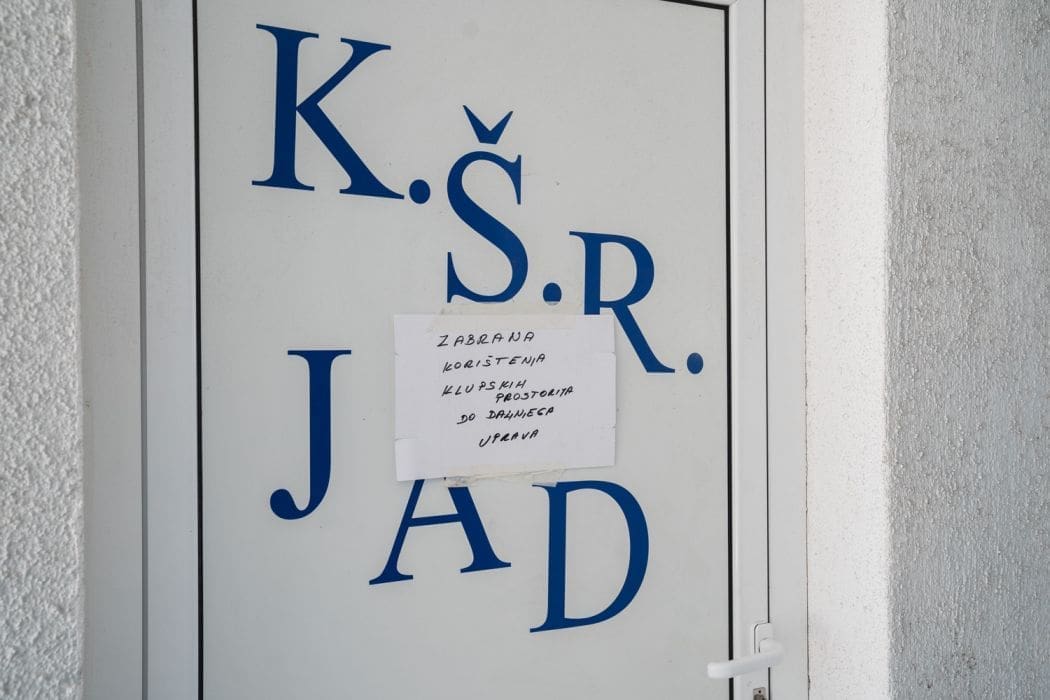 K.Š.R.
ZABRANA
KORIŠTENJA
KLUPSKIH
PROSTORIJA
DO DALJNJEGA
UPRAVA
JAD